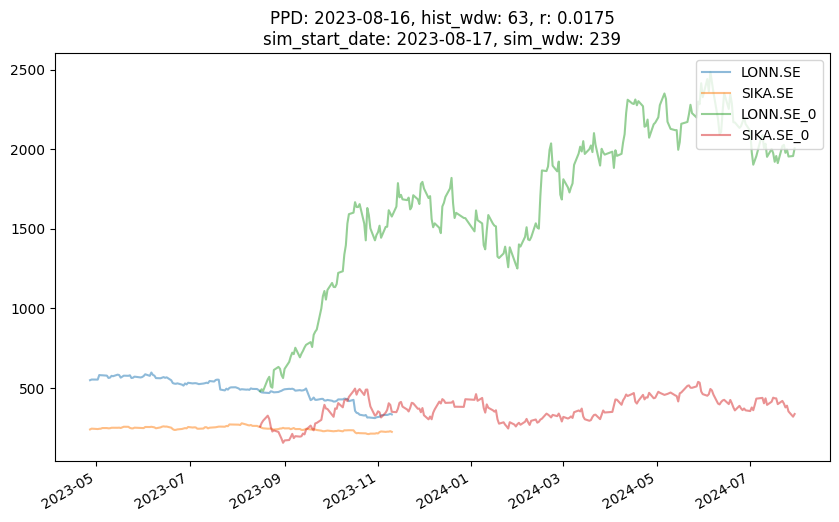 PPD: 2023-08-16, hist_wdw: 63, r: 0.0175
sim_start_date: 2023-08-17, sim_wdw: 239
LONN.SE
SIKA.SE
LONN.SE_0
SIKA.SE_0
2500
2000
1500
1000
500
2023-05
2023-07
2023-09
2023-11
2024-01
2024-03
2024-05
2024-07